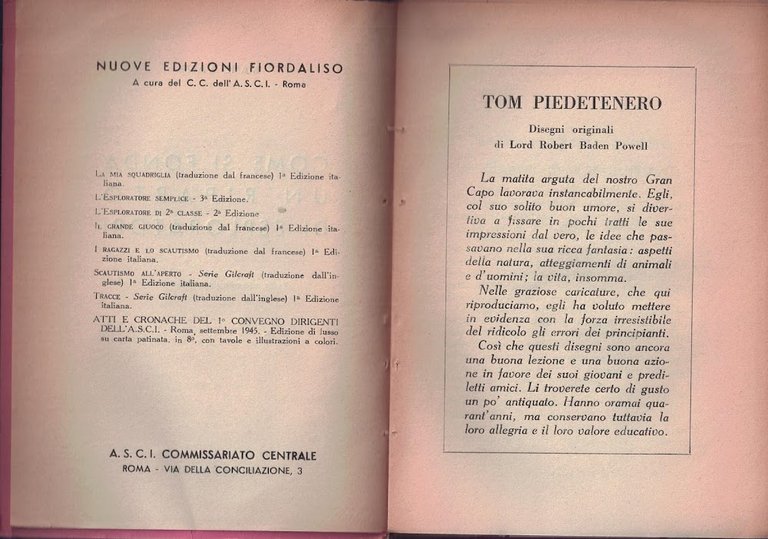 NUOVE EDIZIONI FIORDALISO
A cura del C. C. dell'A. S. C. I. - Roma
La mia squadriglia (traduzione dal francese) 1ª Edizione ita-
liana.
L'Esploratore semplice - 3ª Edizione.
L'Esploratore di 2ª classe - 2ª Edizione
Il grande giuoco (traduzione dal francese) 1ª Edizione ita-
liana.
I ragazzi e lo scautismo (traduzione dal francese) 1ª Edi-
zione italiana.
Scautismo all'aperto - Serie Gilcraft (traduzione dall'in-
glese) 1ª Edizione italiana.
Tracce - Serie Gilcraft (traduzione dall'inglese) 1ª Edizione
italiana.
ATTI E CRONACHE DEL 1° CONVEGNO DIRIGENTI
DELL'A.S.C.I. - Roma, settembre 1945. - Edizione di lusso
su carta patinata. in 8°, con tavole e illustrazioni a colori.
A. S. C. I. COMMISSARIATO CENTRALE
ROMA - VIA DELLA CONCILIAZIONE, 3
TOM PIEDETENERO
Disegni originali
di Lord Robert Baden Powell
La matita arguta del nostro Gran
Capo lavorava instancabilmente. Egli,
col suo solito buon umore, si diver-
tiva a fissare in pochi tratti le sue
impressioni dal vero, le idee che pas-
savano nella sua ricca fantasia: aspetti
della natura, atteggiamenti di animali
e d'uomini; la vita, insomma.
Nelle graziose caricature, che qui
riproduciamo, egli ha voluto mettere
in evidenza con la forza irresistibile
del ridicolo gli errori dei principianti.
Così che questi disegni sono ancora
una buona lezione e una buona azio-
ne in favore dei suoi giovani e predi-
letti amici. Li troverete certo di gusto
un po' antiquato. Hanno oramai qua-
rant'anni, ma conservano tuttavia la
loro allegria e il loro valore educativo.